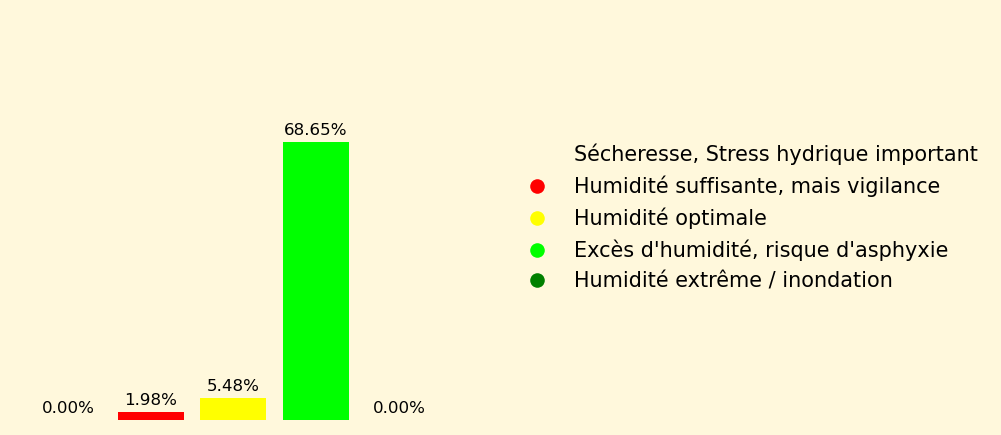 68.65%
5.48%
1.98%
0.00%
0.00%
Sécheresse, Stress hydrique important
Humidité suffisante, mais vigilance
Humidité optimale
Excès d'humidité, risque d'asphyxie
Humidité extrême / inondation